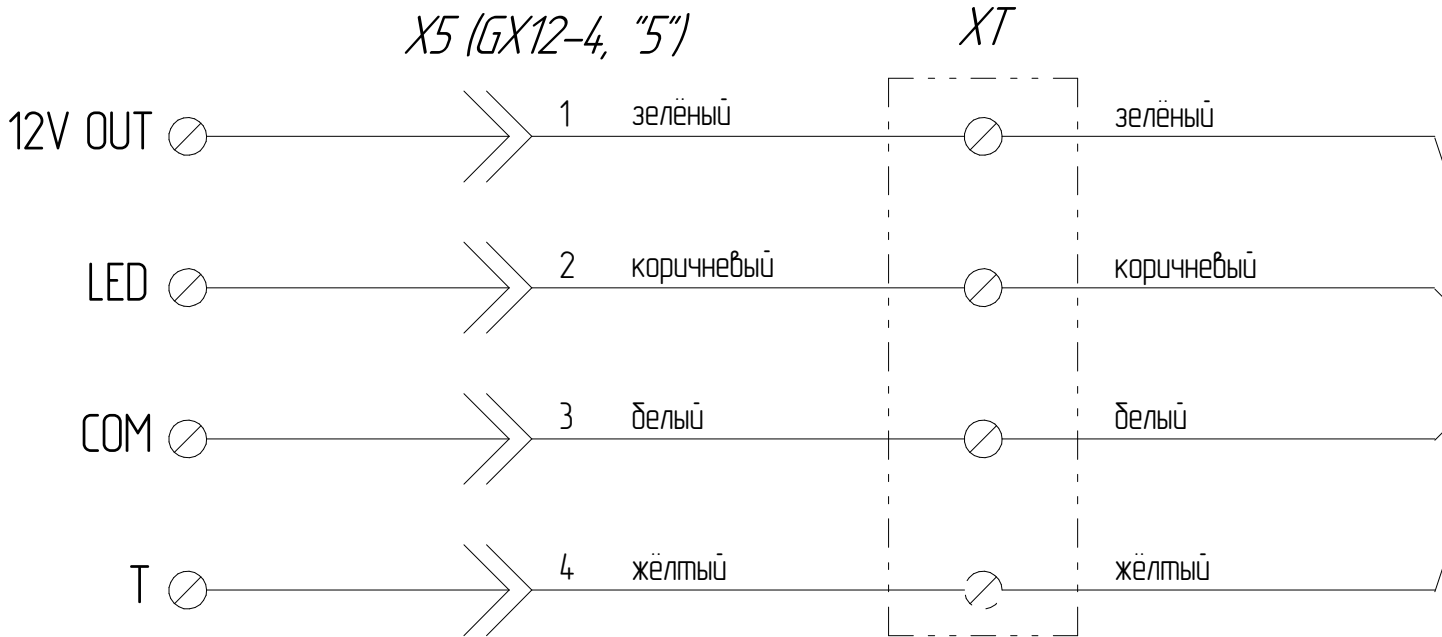 X5 (GX12-4, "5") XT
12V OUT 1 зелёный зелёный
LED 2 коричневый коричневый
COM 3 белый белый
T 4 жёлтый жёлтый